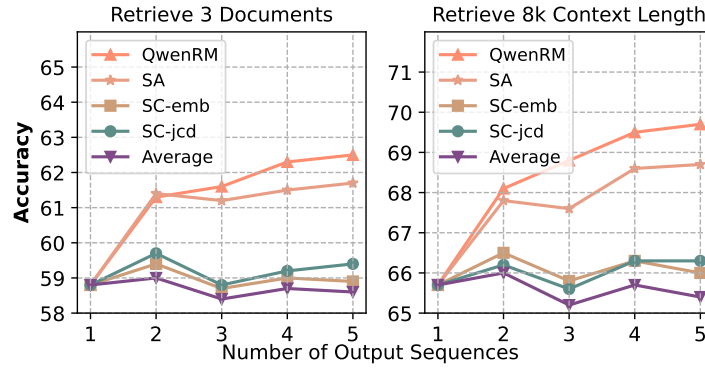 Retrieve 3 Documents
Retrieve 8k Context Length
Accuracy
65
64
63
62
61
60
59
58
QwenRM
SA
SC-emb
SC-jcd
Average
1 2 3 4 5
71
70
69
68
67
66
65
QwenRM
SA
SC-emb
SC-jcd
Average
1 2 3 4 5
Number of Output Sequences